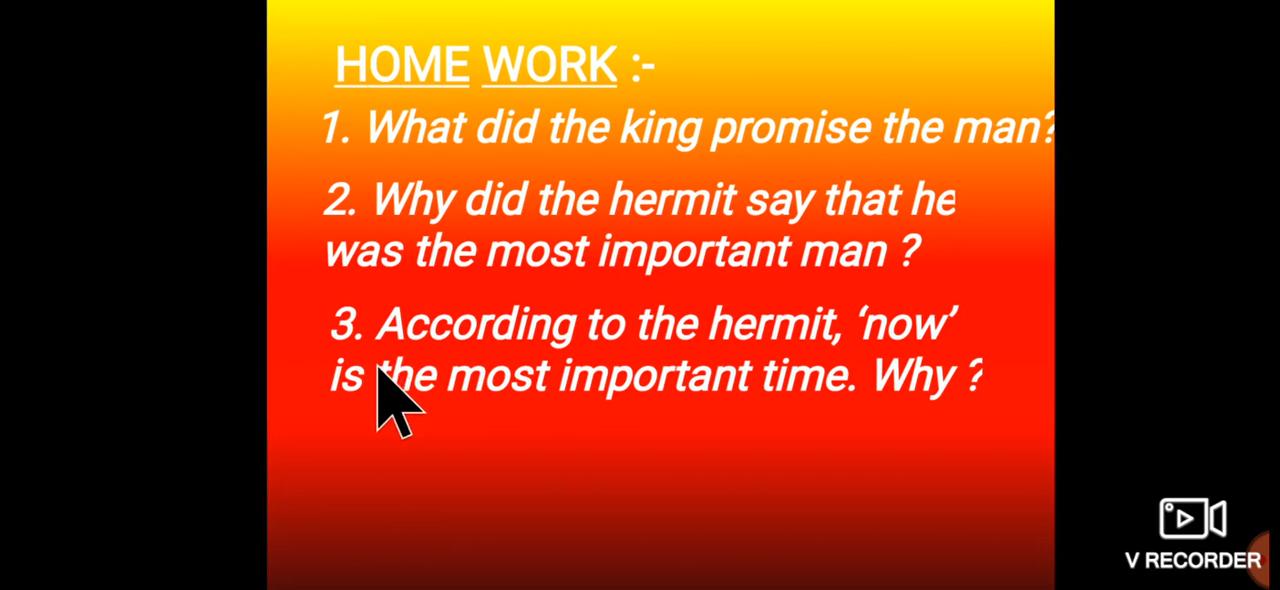 HOME WORK :-
1. What did the king promise the man?
2. Why did the hermit say that he
was the most important man ?
3. According to the hermit, ‘now’
is the most important time. Why ?
V RECORDER